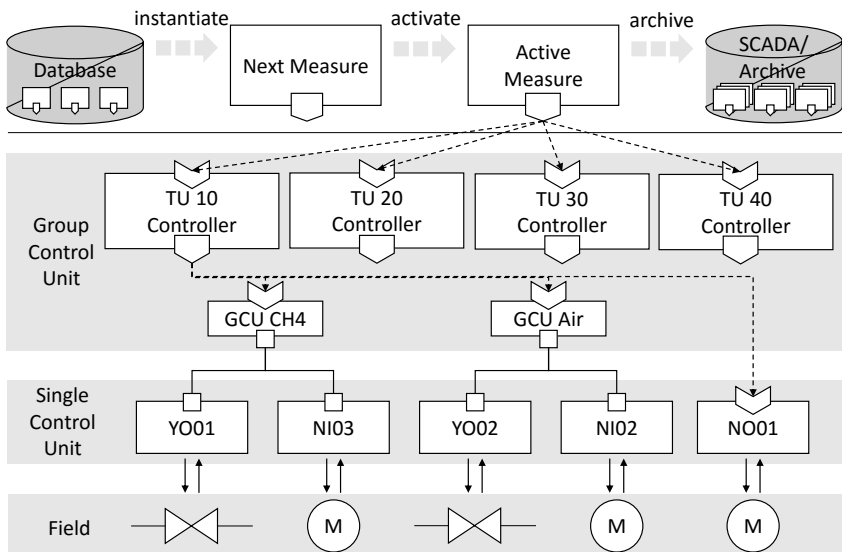 instantiate
activate
archive
Database
Next Measure
Active
Measure
SCADA/
Archive
Group
Control
Unit
TU 10
Controller
TU 20
Controller
TU 30
Controller
TU 40
Controller
GCU CH4
GCU Air
Single
Control
Unit
YO01
NI03
YO02
NI02
NO01
Field
M
M
M